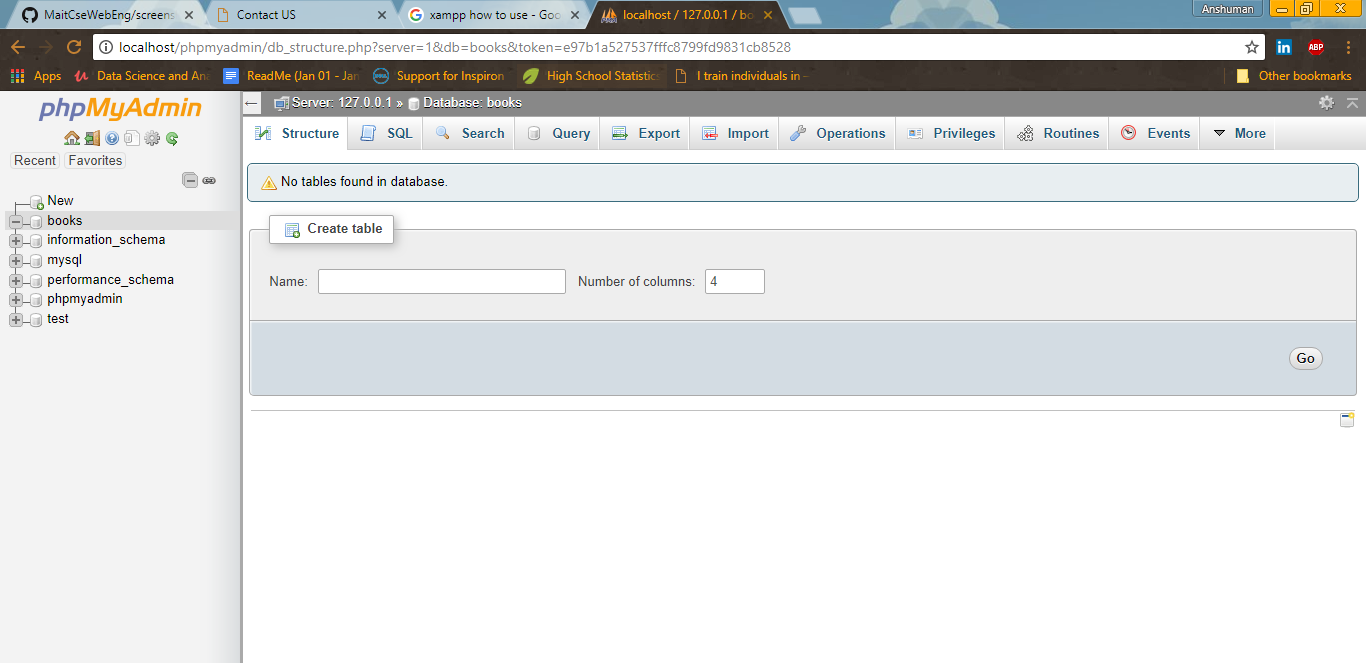 MaitCseWebEng/screens
Contact US
xampp how to use - Goo
localhost / 127.0.0.1 / bo
Anshuman
localhost/phpmyadmin/db_structure.php?server=1&db=books&token=e97b1a527537fffc8799fd9831cb8528
in
ABP
Apps
Data Science and Ana
ReadMe (Jan 01 - Jan
Support for Inspiron
High School Statistics
I train individuals in -
Other bookmarks
phpMyAdmin
Server: 127.0.0.1 » Database: books
Structure SQL Search Query Export Import Operations Privileges Routines Events More
Recent Favorites
New
books
information_schema
mysql
performance_schema
phpmyadmin
test
No tables found in database.
Create table
Name: Number of columns: 4
Go